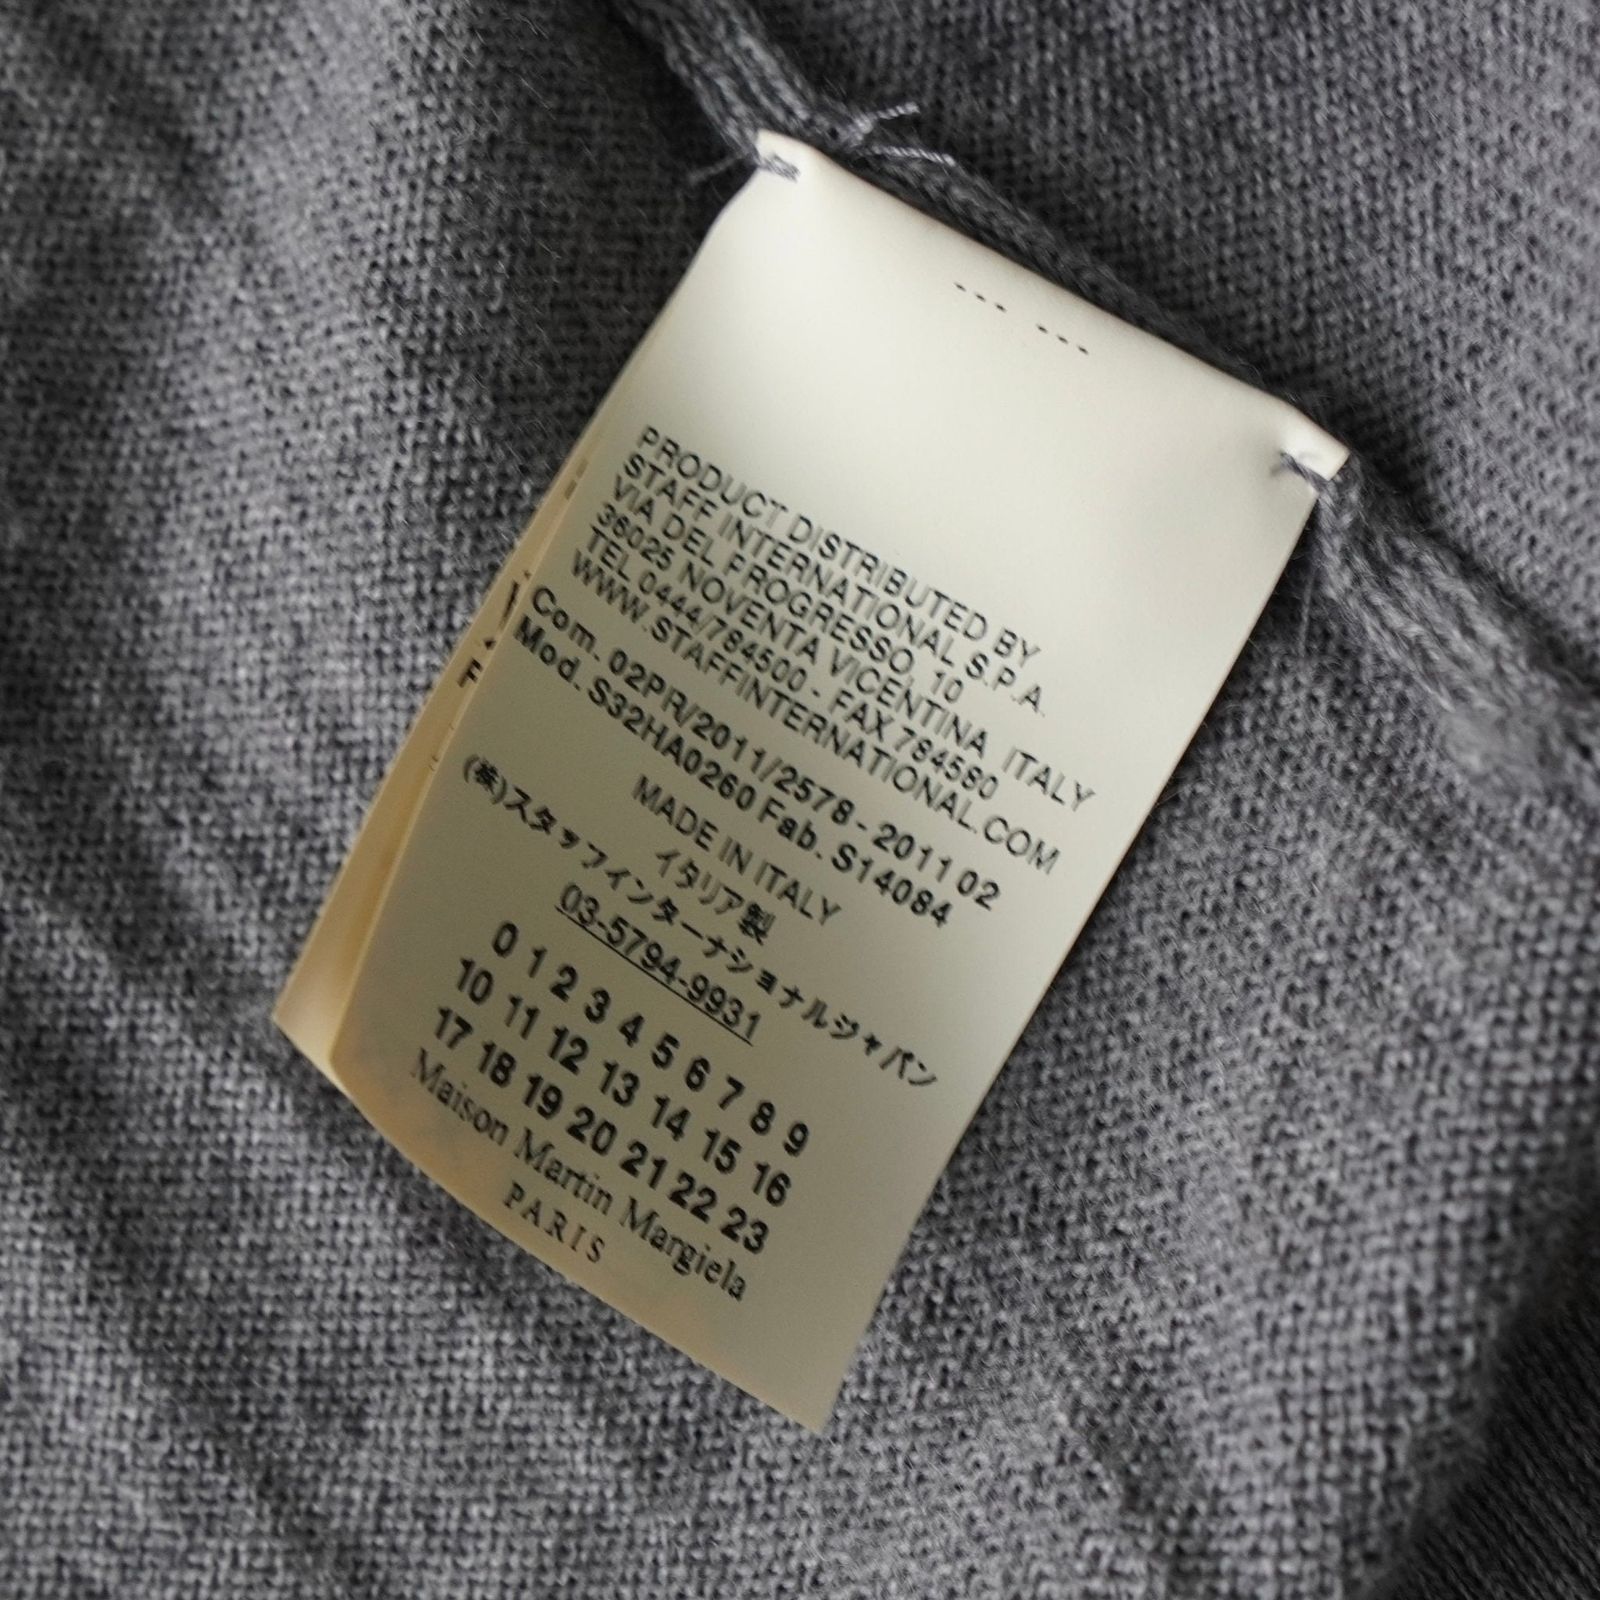 --- ---
PRODUCT DISTRIBUTED BY
STAFF INTERNATIONAL S.P.A.
VIA DEL PROGRESSO, 10
36025 NOVENTA VICENTINA ITALY
TEL 0444/784500 - FAX 784580
WWW.STAFFINTERNATIONAL.COM
Com. 02PR/2011/2578 - 2011 02
Mod. S32HA0260 Fab. S14084
MADE IN ITALY
イタリア製
(株)スタッフインターナショナルジャパン
03-5794-9931
0 1 2 3 4 5 6 7 8 9
10 11 12 13 14 15 16
17 18 19 20 21 22 23
Maison Martin Margiela
PARIS